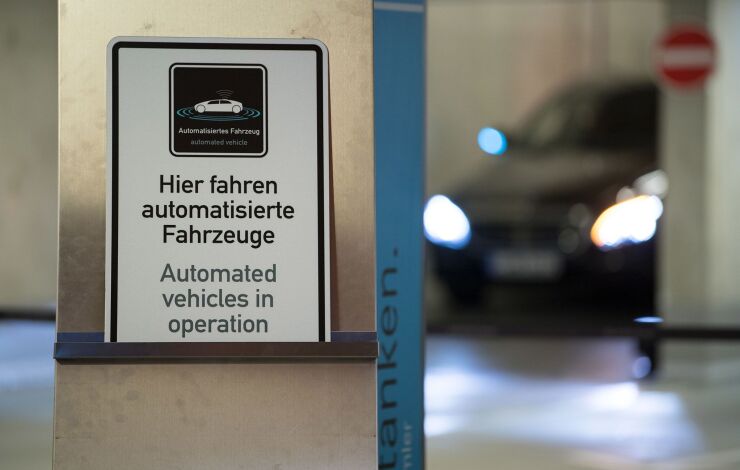 Automatisiertes Fahrzeug
automated vehicle
Hier fahren
automatisierte
Fahrzeuge
Automated
vehicles in
operation
tanken.